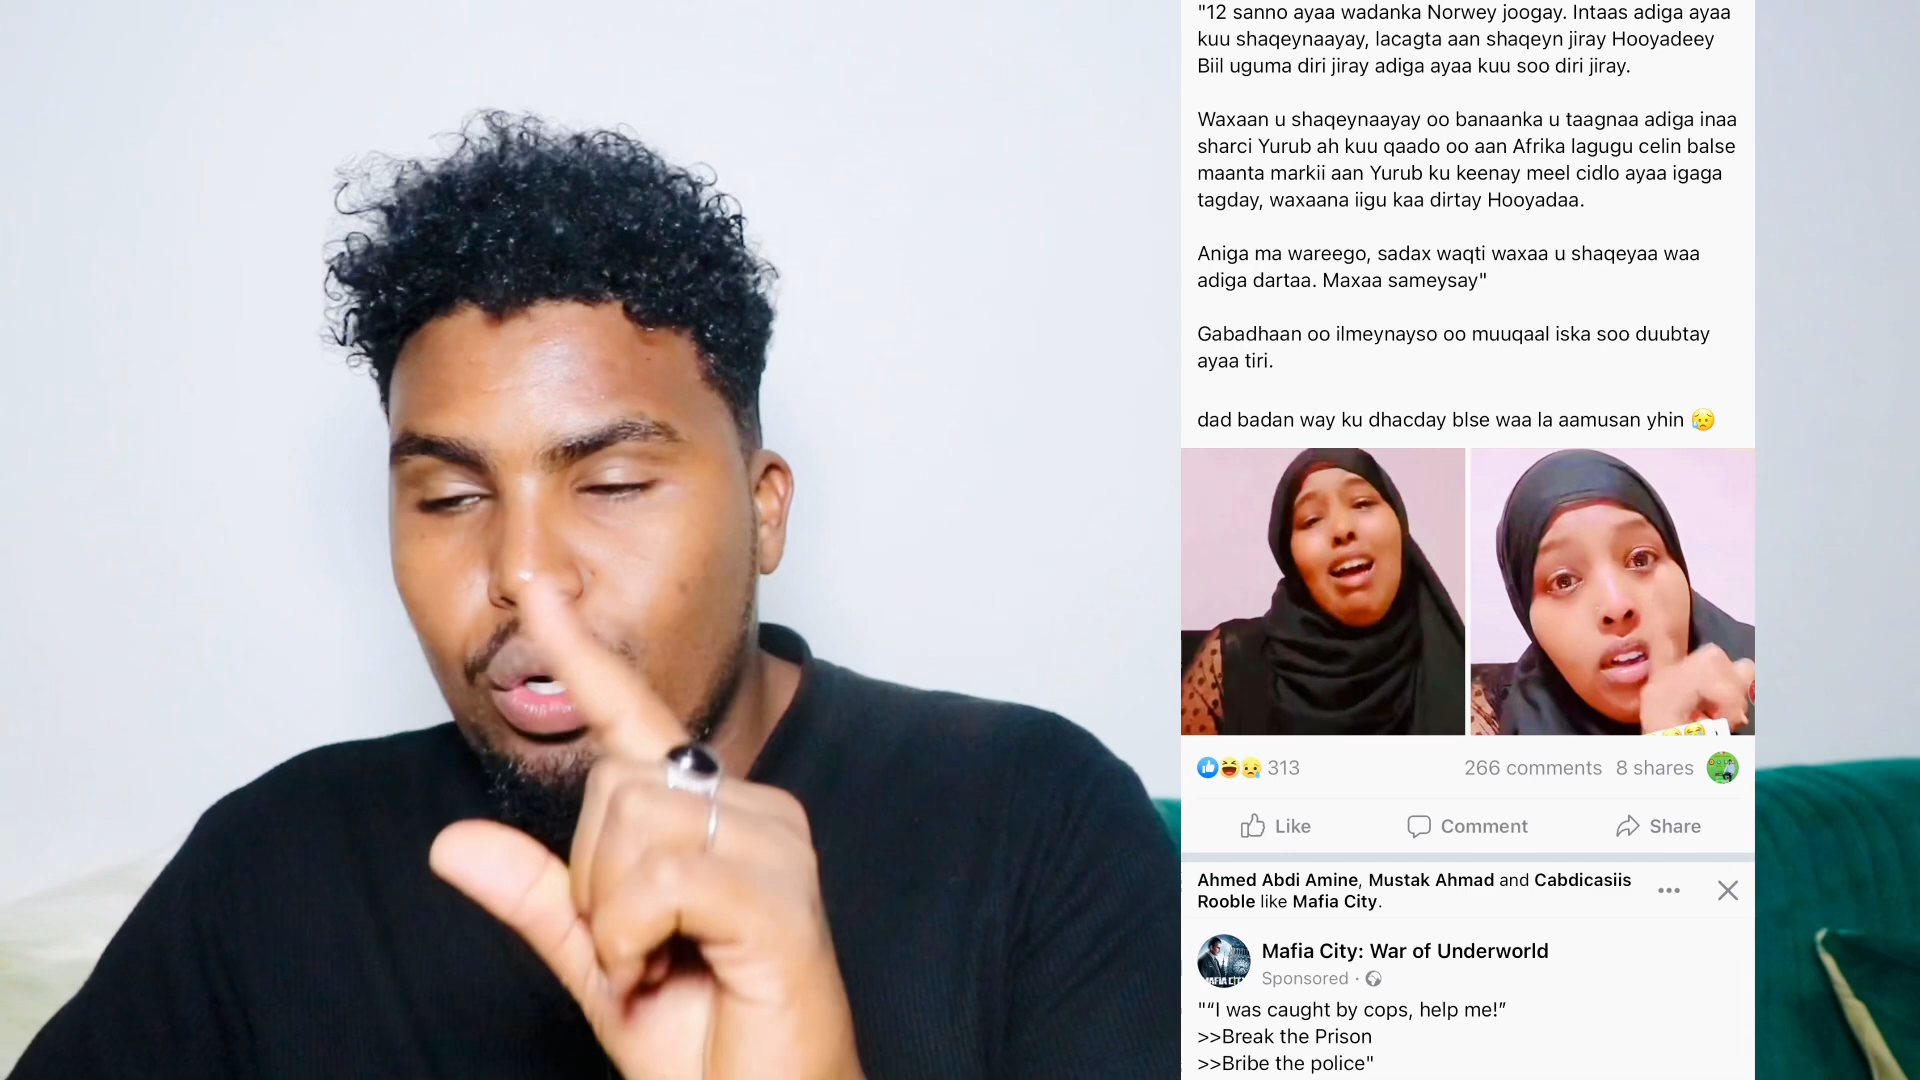 "12 sanno ayaa wadanka Norwey joogay. Intaas adiga ayaa
kuu shaqeynaayay, lacagta aan shaqeyn jiray Hooyadeey
Biil uguma diri jiray adiga ayaa kuu soo diri jiray.
Waxaan u shaqeynaayay oo banaanka u taagnaa adiga inaa
sharci Yurub ah kuu qaado oo aan Afrika lagugu celin balse
maanta markii aan Yurub ku keenay meel cidlo ayaa igaga
tagday, waxaana iigu kaa dirtay Hooyadaa.
Aniga ma wareego, sadax waqti waxaa u shaqeyaa waa
adiga dartaa. Maxaa sameysay"
Gabadhaan oo ilmeynayso oo muuqaal iska soo duubtay
ayaa tiri.
dad badan way ku dhacday blse waa la aamusan yhin 😥
313
266 comments 8 shares
Like
Comment
Share
Ahmed Abdi Amine, Mustak Ahmad and Cabdicasiis
Rooble like Mafia City.
Mafia City: War of Underworld
Sponsored ·
"“I was caught by cops, help me!”
>>Break the Prison
>>Bribe the police"